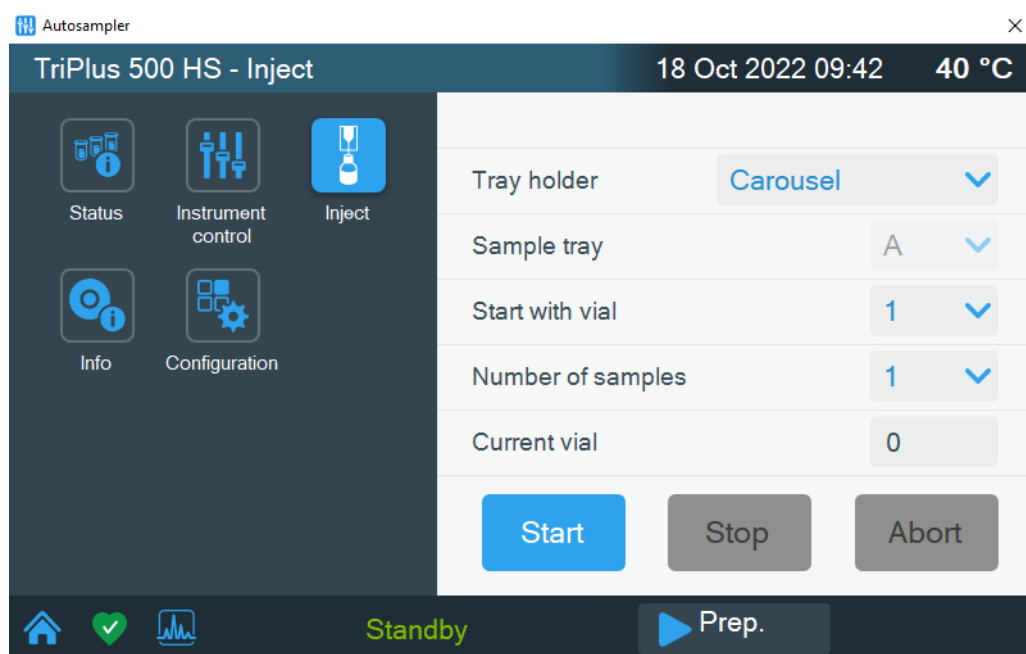 Autosampler
TriPlus 500 HS - Inject
18 Oct 2022 09:42
40 °C
Status
Instrument
control
Inject
Info
Configuration
Tray holder
Carousel
Sample tray
A
Start with vial
1
Number of samples
1
Current vial
0
Start
Stop
Abort
Standby
Prep.